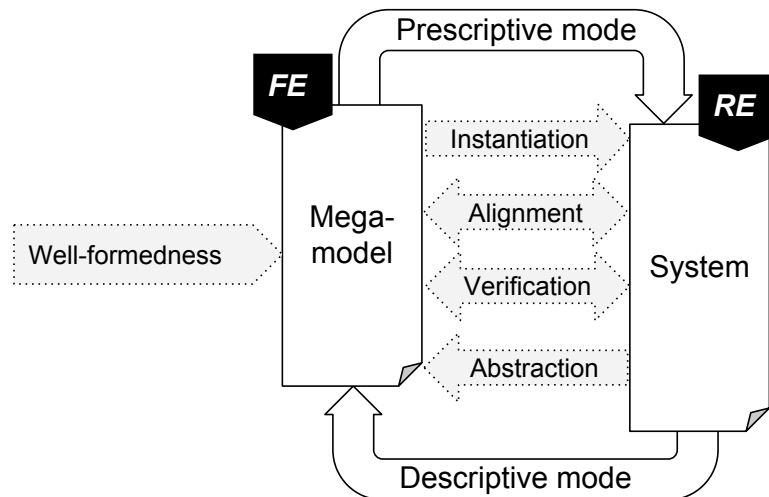 Prescriptive mode
FE
RE
Instantiation
Mega-
model
Alignment
Well-formedness
System
Verification
Abstraction
Descriptive mode